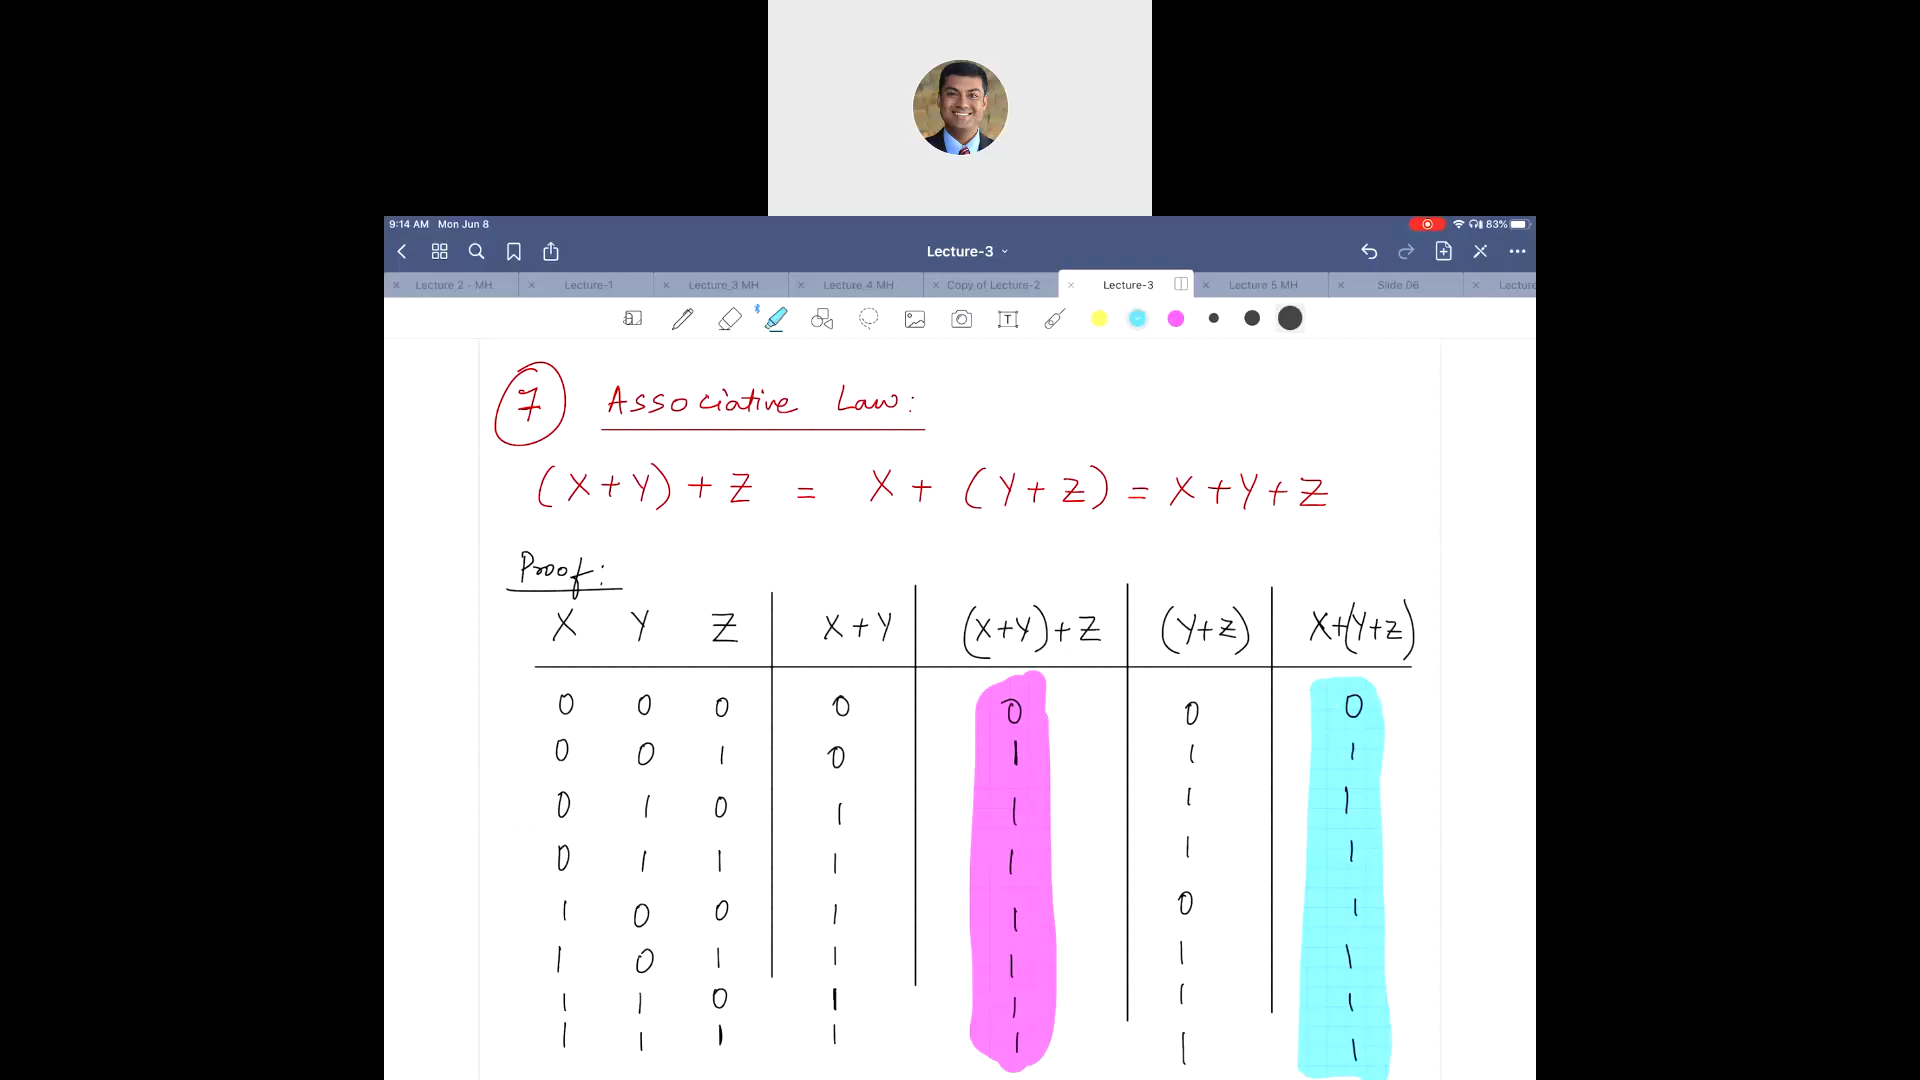 9:14 AM Mon Jun 8
83%
Lecture-3
Lecture 2 - MH
Lecture-1
Lecture_3 MH
Lecture_4 MH
Copy of Lecture-2
Lecture-3
Lecture 5 MH
Slide 06
Lecture
7 Associative Law:
(X+Y)+Z = X+(Y+Z)=X+Y+Z
Proof:
X Y Z X+Y (X+Y)+Z (Y+Z) X+(Y+Z)
0 0 0 0 0 0 0
0 0 1 0 1 1 1
0 1 0 1 1 1 1
0 1 1 1 1 1 1
1 0 0 1 1 0 1
1 0 1 1 1 1 1
1 1 0 1 1 1 1
1 1 1 1 1 1 1